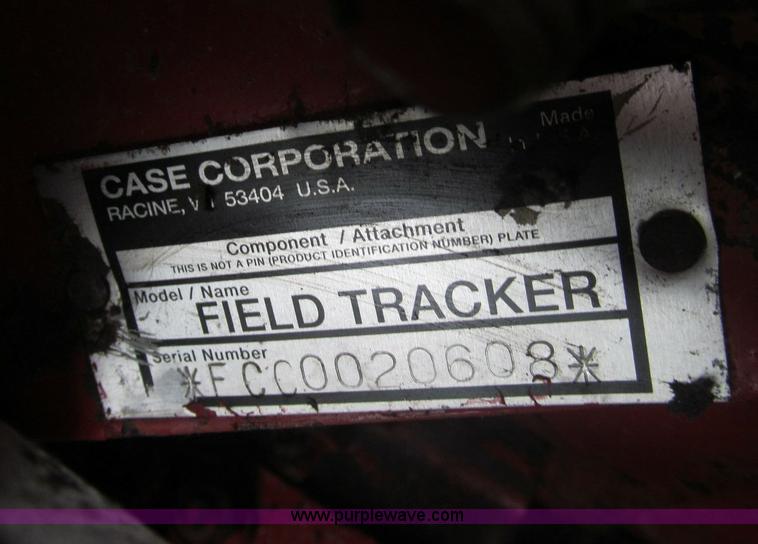 CASE CORPORATION
Made
RACINE, 53404 U.S.A.
Component / Attachment
THIS IS NOT A PIN (PRODUCT IDENTIFICATION NUMBER) PLATE
Model / Name
FIELD TRACKER
Serial Number
*FCC0020608*
www.purplewave.com